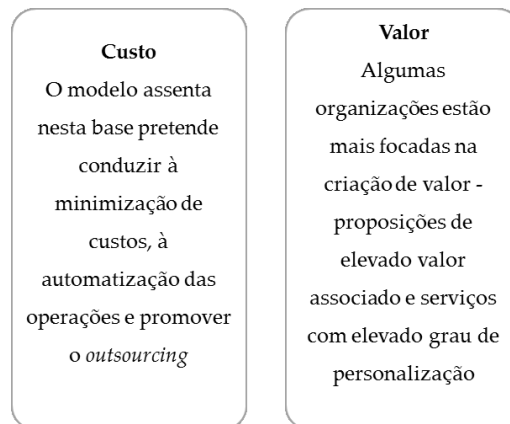 Custo
O modelo assenta
nesta base pretende
conduzir à
minimização de
custos, à
automatização das
operações e promover
o outsourcing
Valor
Algumas
organizações estão
mais focadas na
criação de valor -
proposições de
elevado valor
associado e serviços
com elevado grau de
personalização